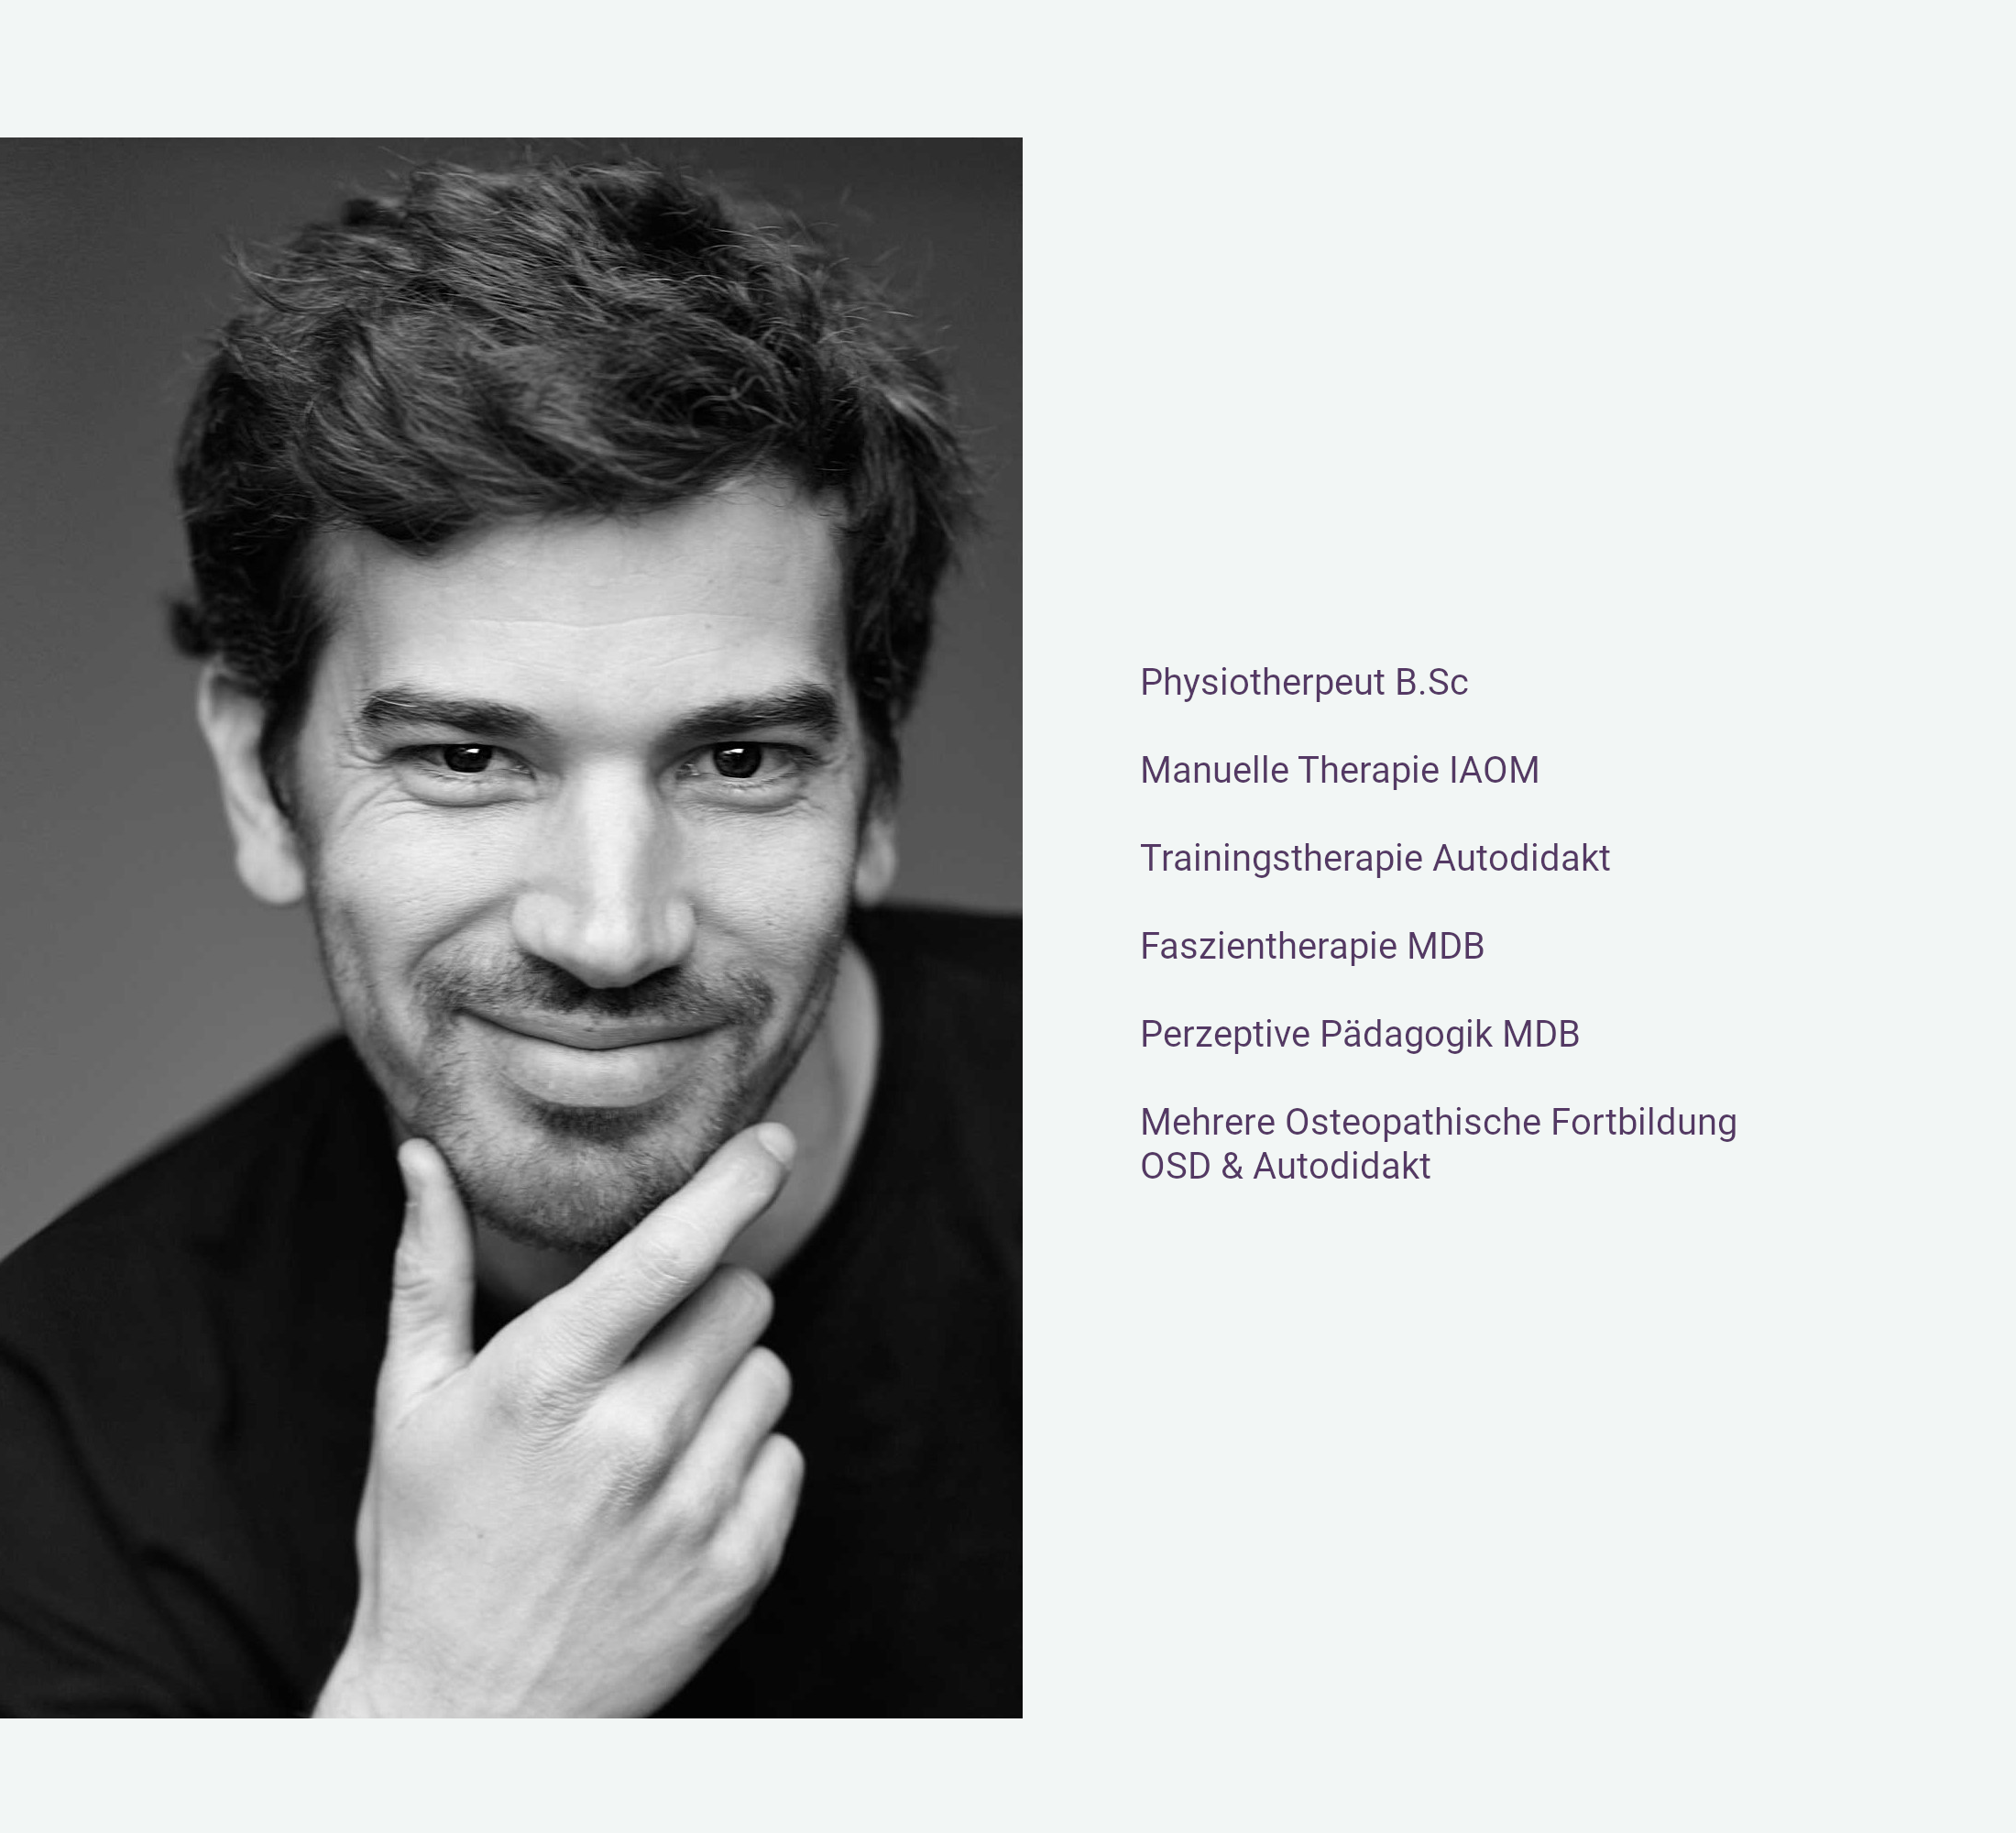 Physiotherpeut B.Sc
Manuelle Therapie IAOM
Trainingstherapie Autodidakt
Faszientherapie MDB
Perzeptive Pädagogik MDB
Mehrere Osteopathische Fortbildung
OSD & Autodidakt